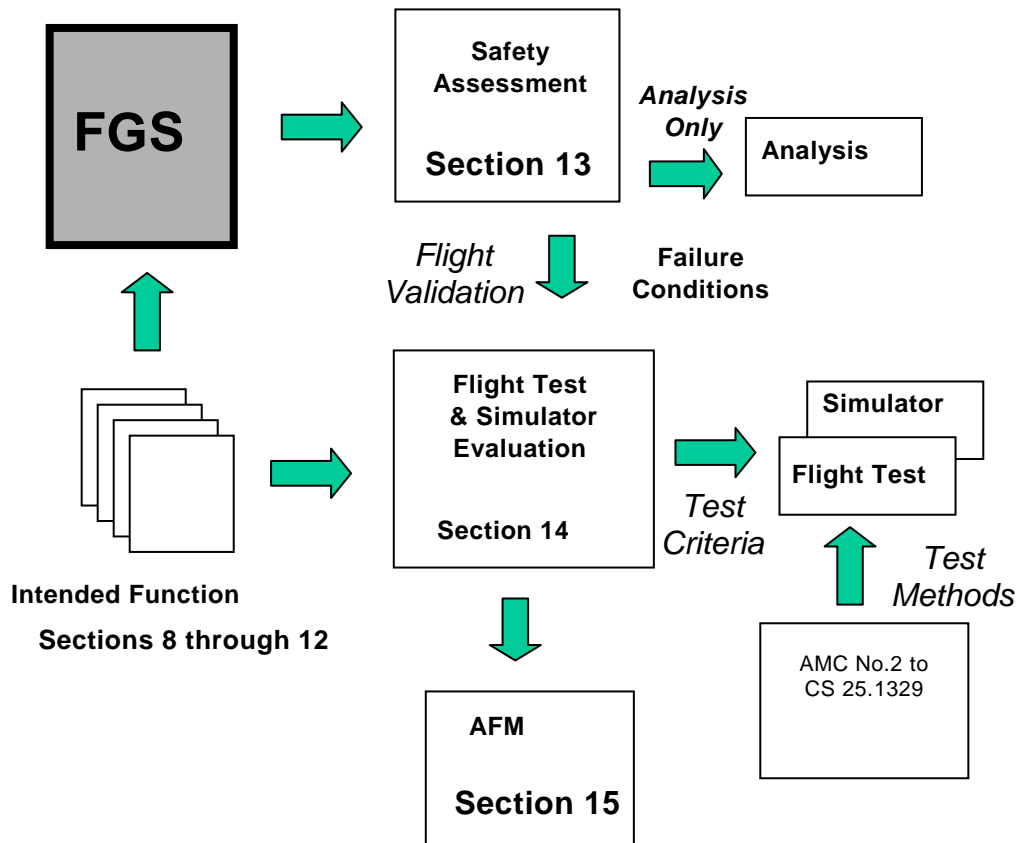 FGS
Safety
Assessment
Section 13
Analysis
Only
Analysis
Flight
Validation
Failure
Conditions
Flight Test
& Simulator
Evaluation
Section 14
Simulator
Flight Test
Test
Criteria
Test
Methods
Intended Function
Sections 8 through 12
AMC No.2 to
CS 25.1329
AFM
Section 15